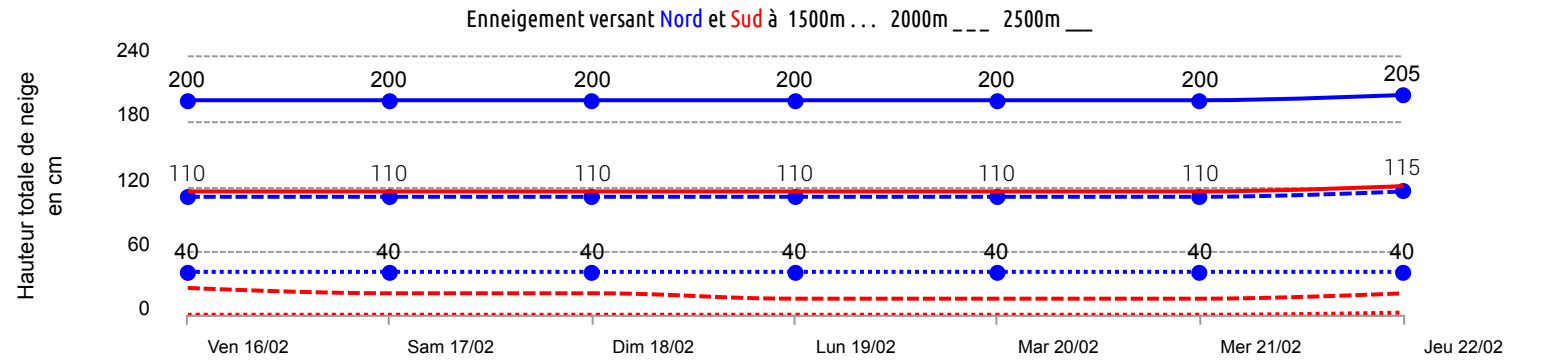 Enneigement versant Nord et Sud à 1500m . . . 2000m _ _ _ 2500m __
Hauteur totale de neige
en cm
240
200 200 200 200 200 200 205
180
110 110 110 110 110 110 115
120
60
40 40 40 40 40 40 40
0
Ven 16/02 Sam 17/02 Dim 18/02 Lun 19/02 Mar 20/02 Mer 21/02 Jeu 22/02